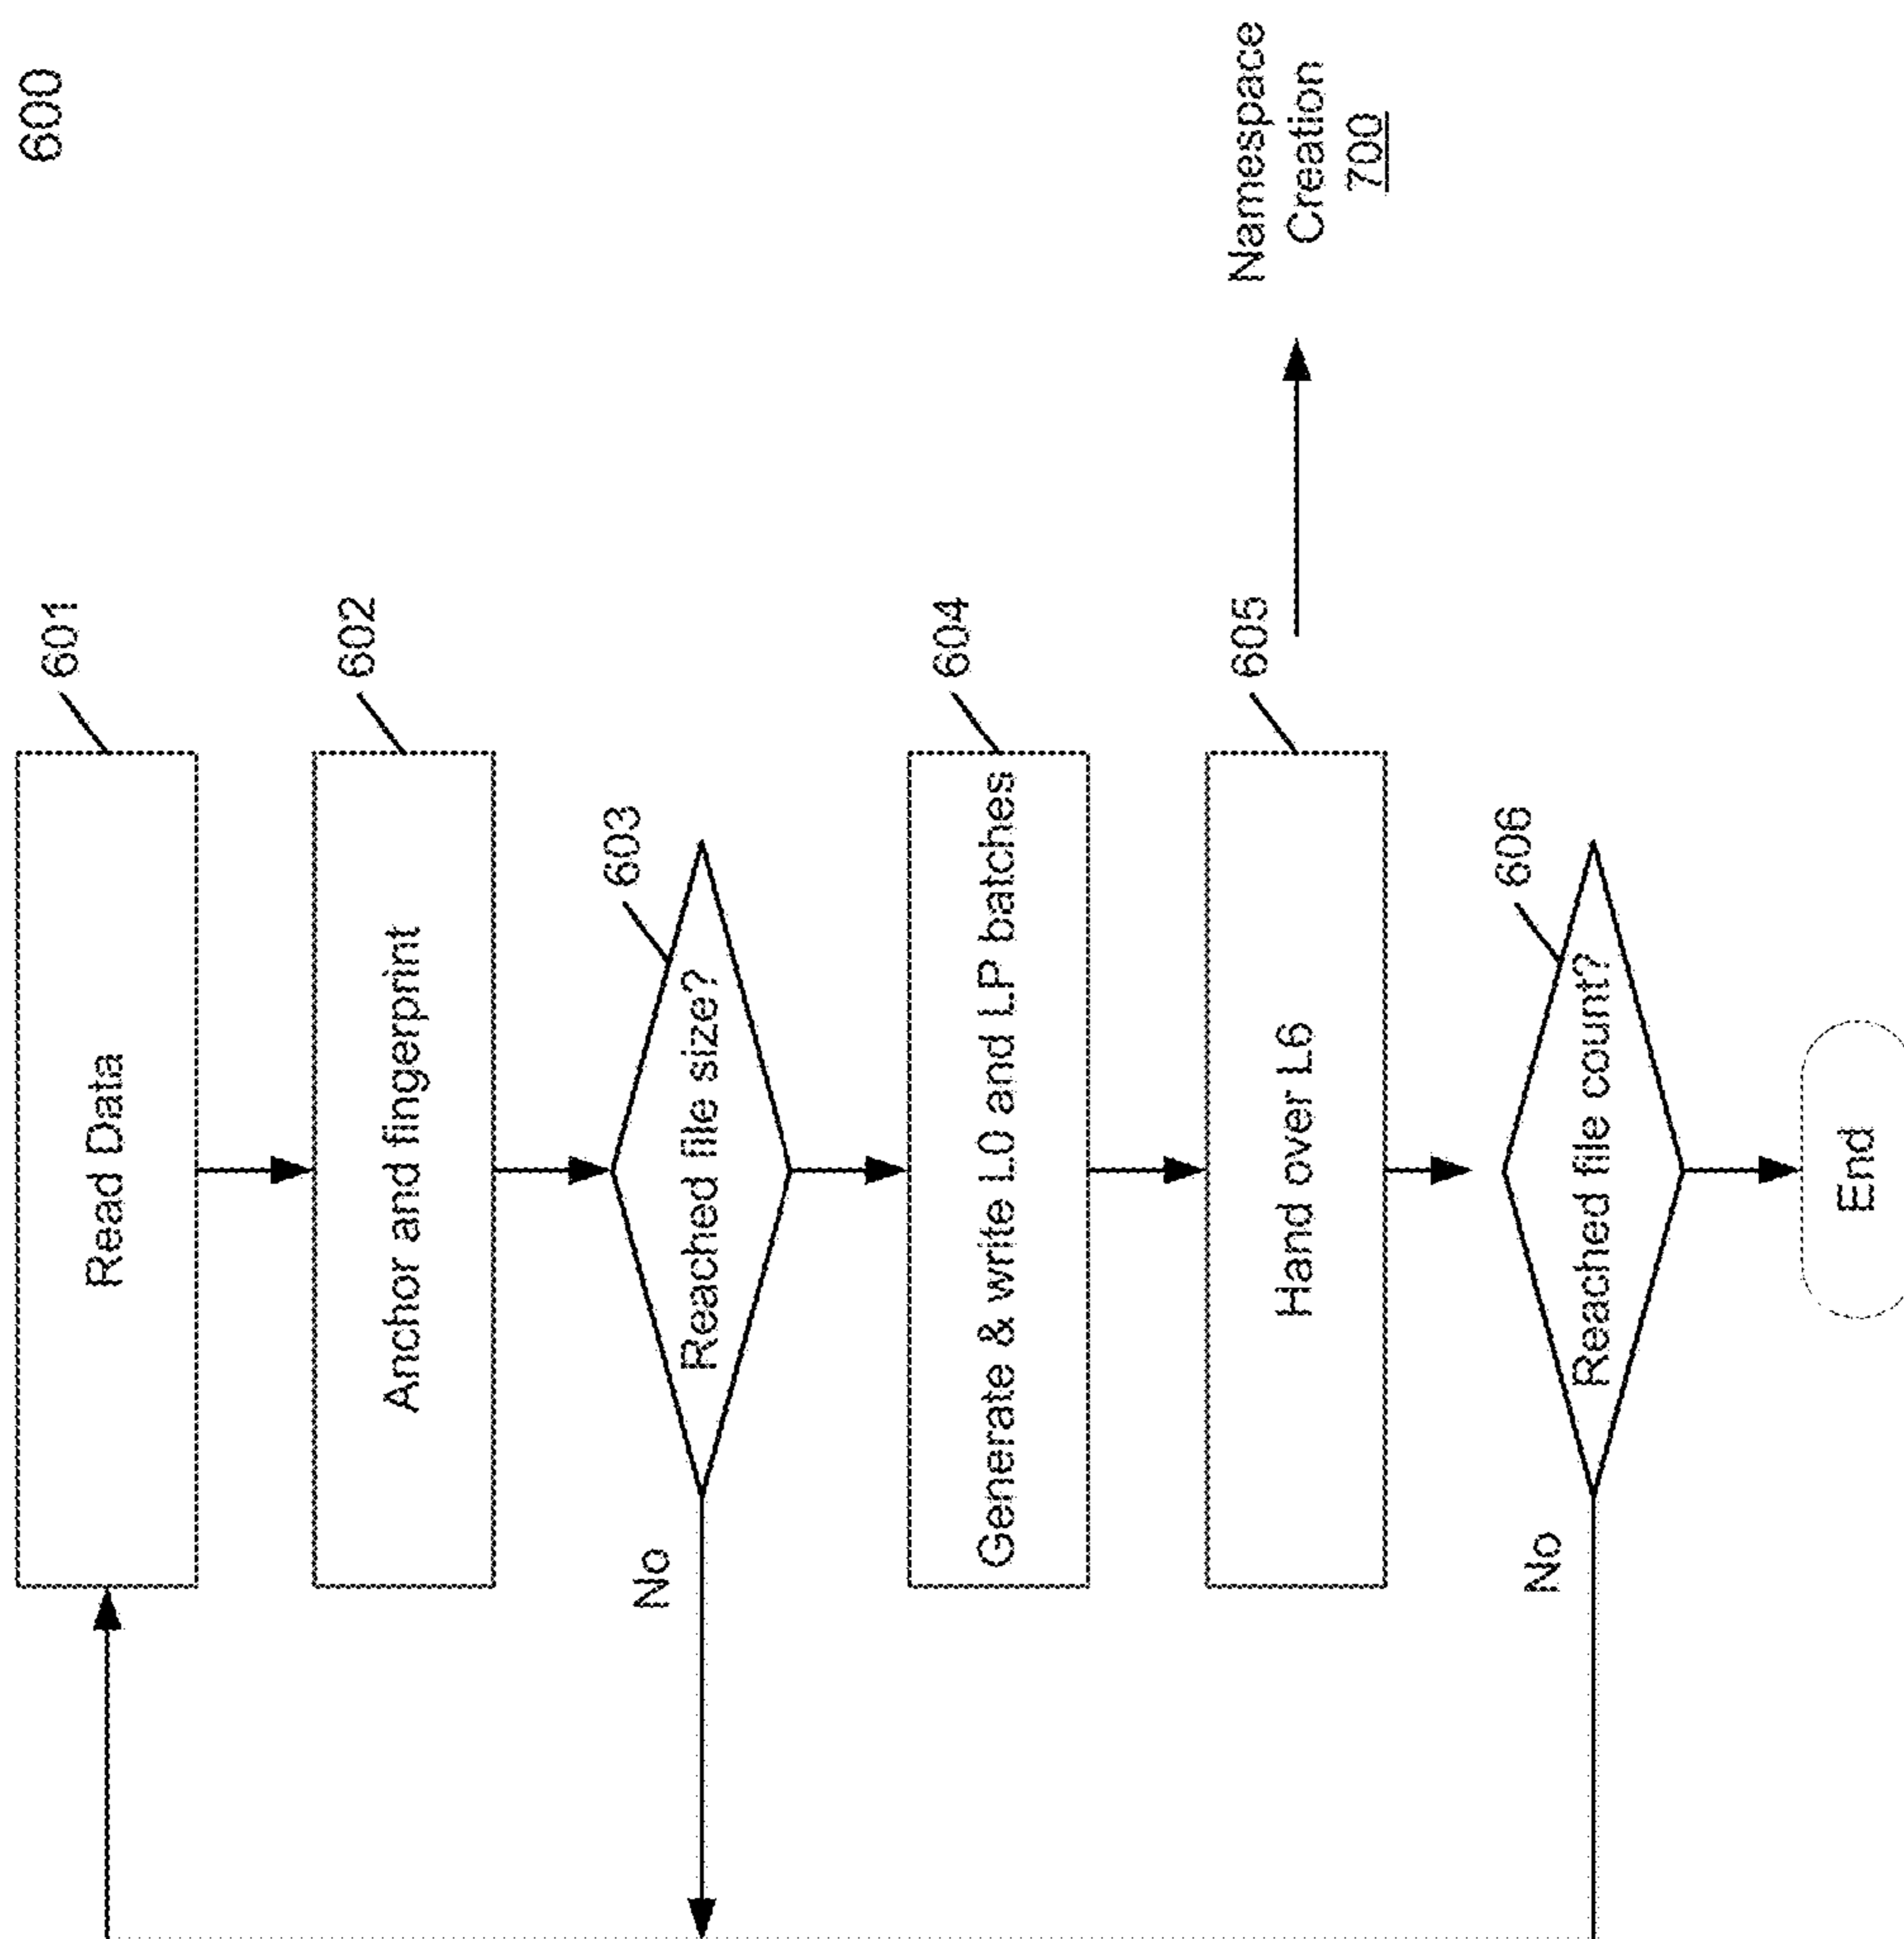 600
Read Data
601
Anchor and fingerprint
602
Reached file size?
603
No
Generate & write L0 and LP batches
604
Hand over L6
605
Namespace
Creation
700
Reached file count?
606
No
End